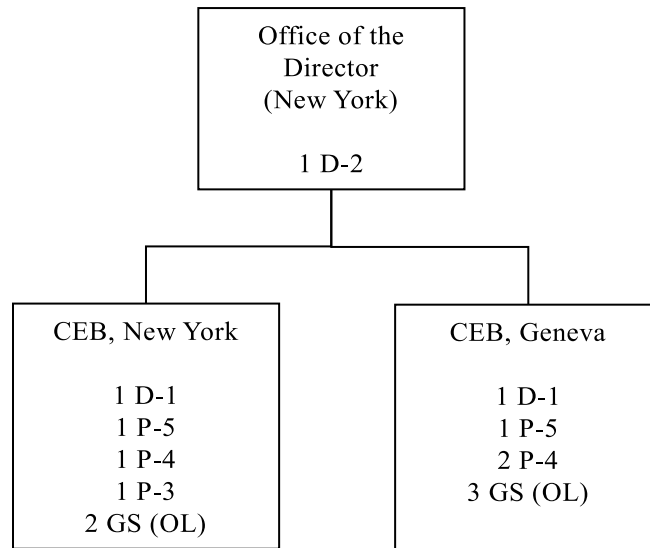 Office of the
Director
(New York)
1 D-2
CEB, New York
1 D-1
1 P-5
1 P-4
1 P-3
2 GS (OL)
CEB, Geneva
1 D-1
1 P-5
2 P-4
3 GS (OL)